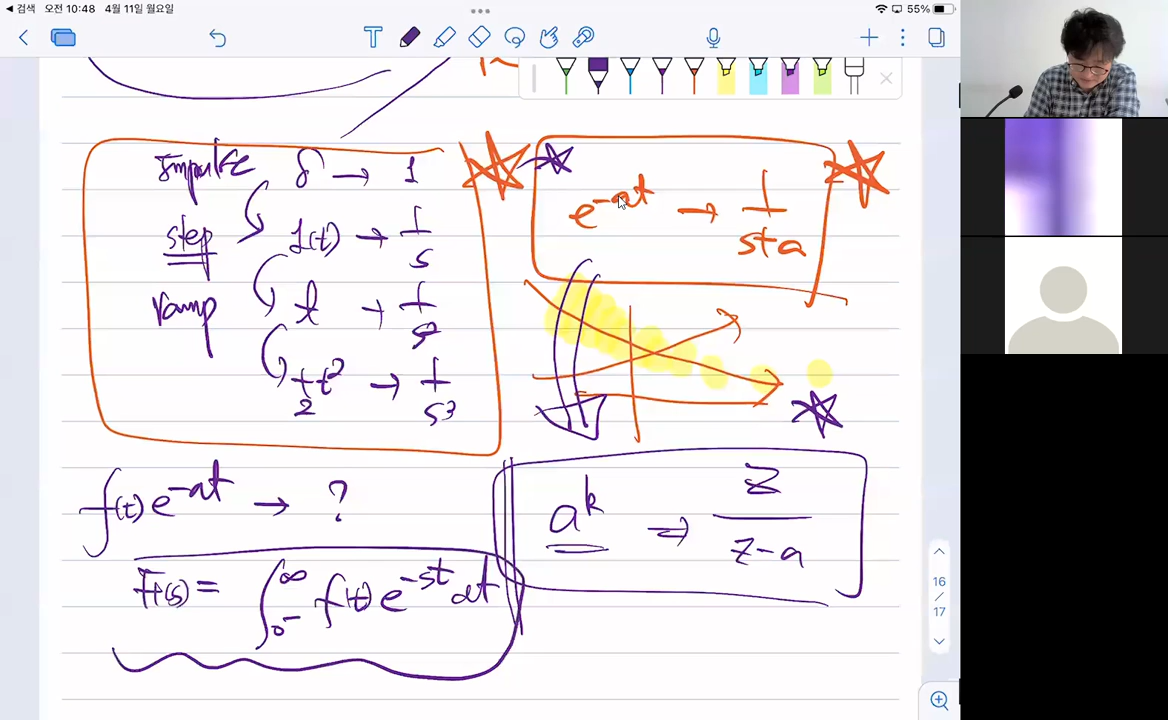 검색 오전 10:48 4월 11일 월요일
55%
impulse δ → 1
step 1(t) → 1/s
ramp t → 1/s²
1/2 t² → 1/s³
e^-at → 1/s+a
f(t) e^-at → ?
F(s) = ∫0-^∞ f(t) e^-st dt
a^k ⇒ z/z-a
16
/
17